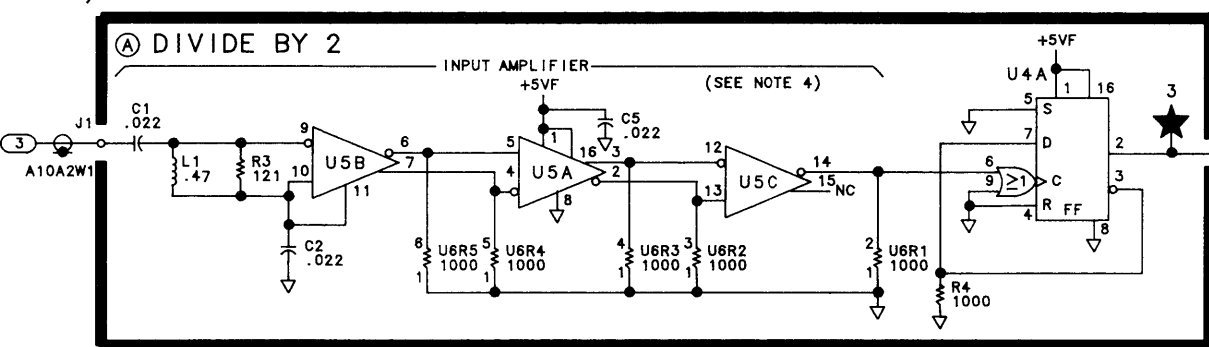 A DIVIDE BY 2
INPUT AMPLIFIER
(SEE NOTE 4)
+5VF
+5VF
U4A
1
16
3
3
A10A2W1
J1
C1
.022
L1
.47
R3
121
9
10
U5B
11
6
7
C2
.022
5
4
U5A
1
16
3
2
8
C5
.022
12
13
U5C
14
15
NC
5
S
7
D
6
9
≥1
C
R
4
FF
2
3
8
6
U6R5
1000
1
5
U6R4
1000
1
4
U6R3
1000
1
3
U6R2
1000
1
2
U6R1
1000
1
R4
1000